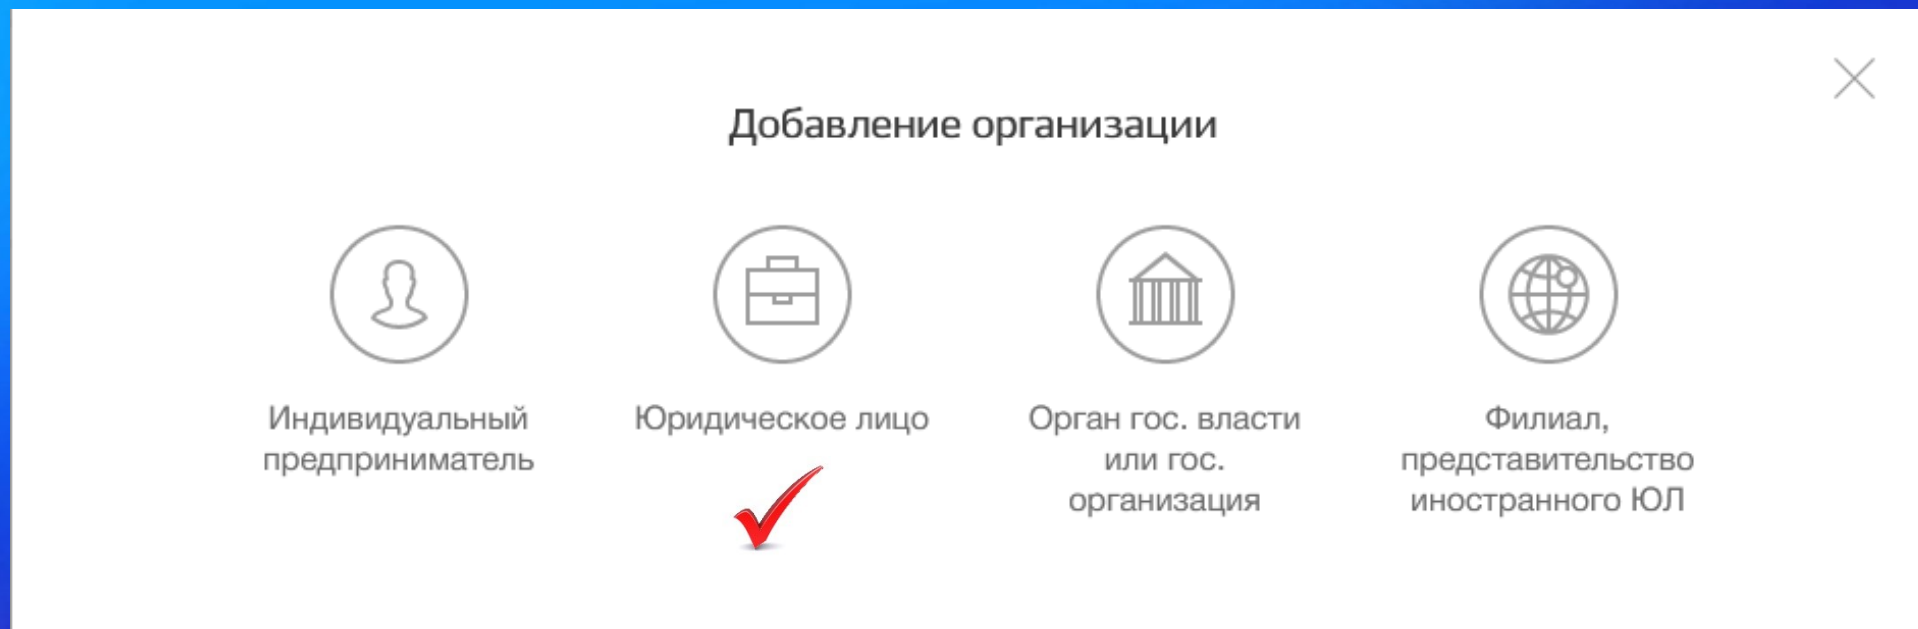 Добавление организации
Индивидуальный
предприниматель
Юридическое лицо
Орган гос. власти
или гос.
организация
Филиал,
представительство
иностранного ЮЛ